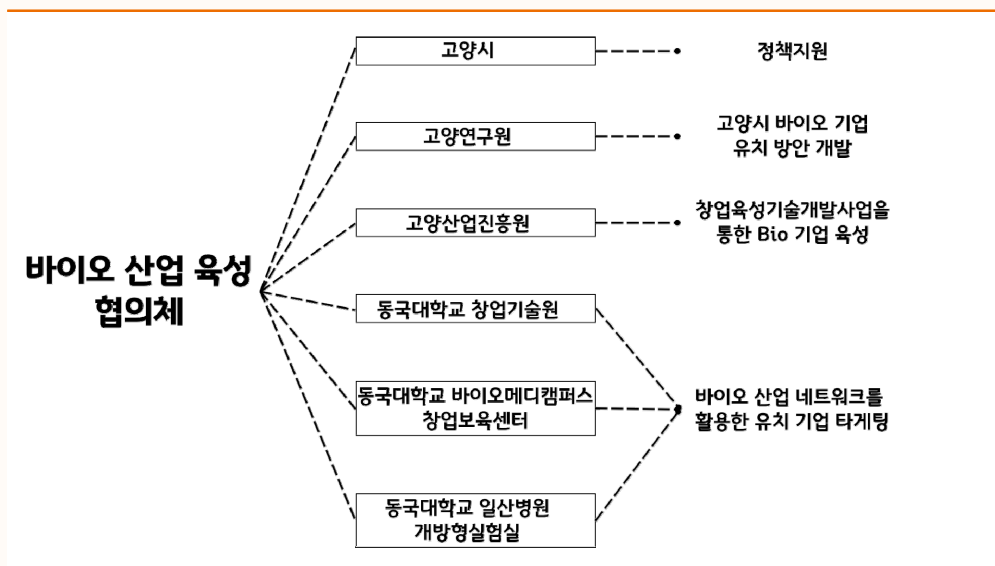 바이오 산업 육성
협의체
고양시
정책지원
고양연구원
고양시 바이오 기업
유치 방안 개발
고양산업진흥원
창업육성기술개발사업을
통한 Bio 기업 육성
동국대학교 창업기술원
동국대학교 바이오메디캠퍼스
창업보육센터
동국대학교 일산병원
개방형실험실
바이오 산업 네트워크를
활용한 유치 기업 타게팅